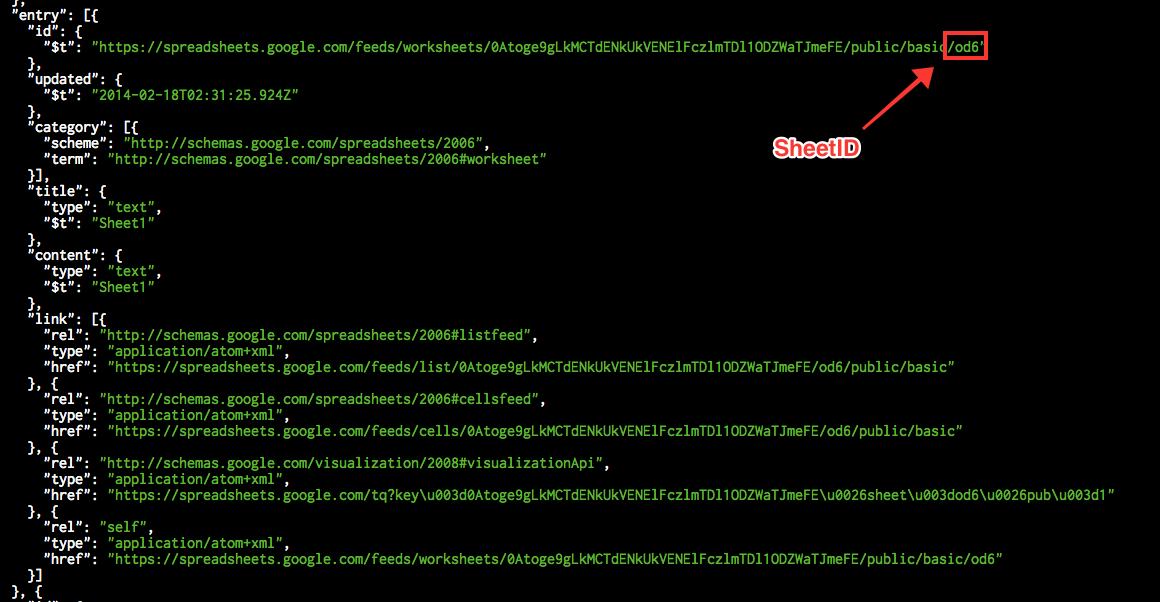 },
"entry": [{
"id": {
"$t": "https://spreadsheets.google.com/feeds/worksheets/0Atoge9gLkMCTdENkUkVENElFczlmTDl1ODZWaTJmeFE/public/basic/od6"
},
"updated": {
"$t": "2014-02-18T02:31:25.924Z"
},
"category": [{
"scheme": "http://schemas.google.com/spreadsheets/2006",
SheetID
"term": "http://schemas.google.com/spreadsheets/2006#worksheet"
}],
"title": {
"type": "text",
"$t": "Sheet1"
},
"content": {
"type": "text",
"$t": "Sheet1"
},
"link": [{
"rel": "http://schemas.google.com/spreadsheets/2006#listfeed",
"type": "application/atom+xml",
"href": "https://spreadsheets.google.com/feeds/list/0Atoge9gLkMCTdENkUkVENElFczlmTDl1ODZWaTJmeFE/od6/public/basic"
}, {
"rel": "http://schemas.google.com/spreadsheets/2006#cellsfeed",
"type": "application/atom+xml",
"href": "https://spreadsheets.google.com/feeds/cells/0Atoge9gLkMCTdENkUkVENElFczlmTDl1ODZWaTJmeFE/od6/public/basic"
}, {
"rel": "http://schemas.google.com/visualization/2008#visualizationApi",
"type": "application/atom+xml",
"href": "https://spreadsheets.google.com/tq?key\u003d0Atoge9gLkMCTdENkUkVENElFczlmTDl1ODZWaTJmeFE\u0026sheet\u003dod6\u0026pub\u003d1"
}, {
"rel": "self",
"type": "application/atom+xml",
"href": "https://spreadsheets.google.com/feeds/worksheets/0Atoge9gLkMCTdENkUkVENElFczlmTDl1ODZWaTJmeFE/public/basic/od6"
}]
}, {